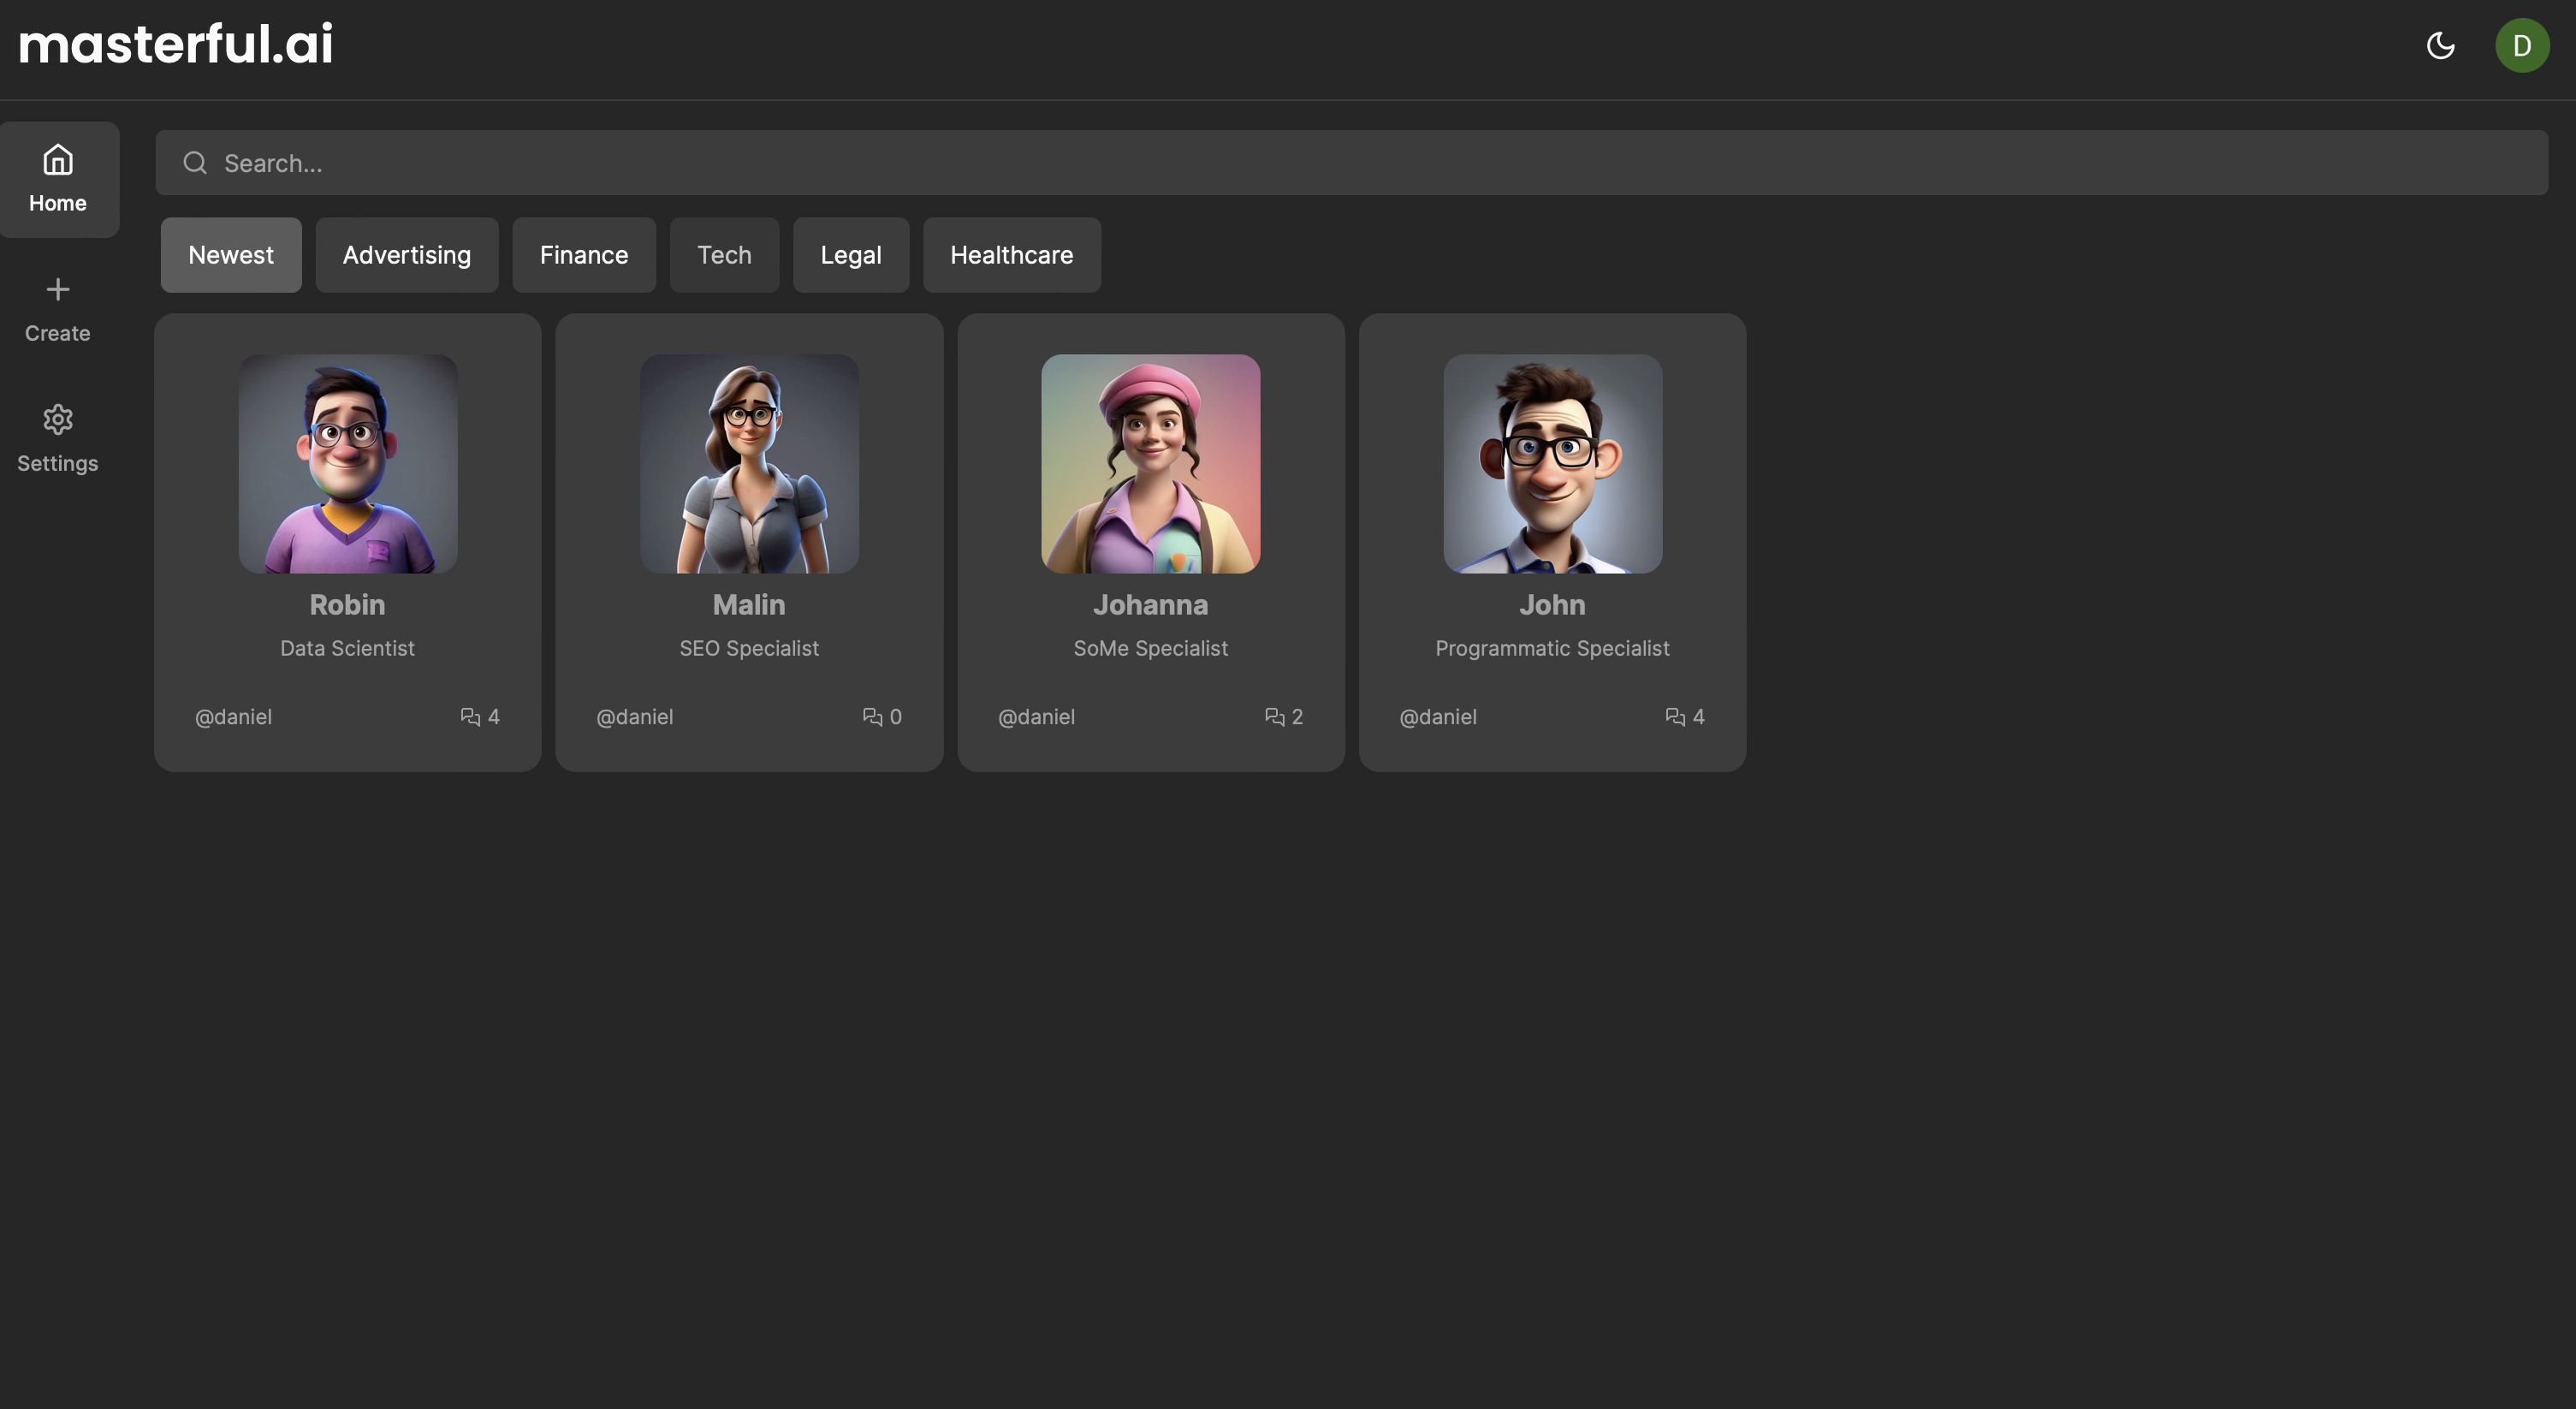 masterful.ai
D
Home
Create
Settings
Search...
Newest Advertising Finance Tech Legal Healthcare
Robin
Data Scientist
@daniel 4
Malin
SEO Specialist
@daniel 0
Johanna
SoMe Specialist
@daniel 2
John
Programmatic Specialist
@daniel 4